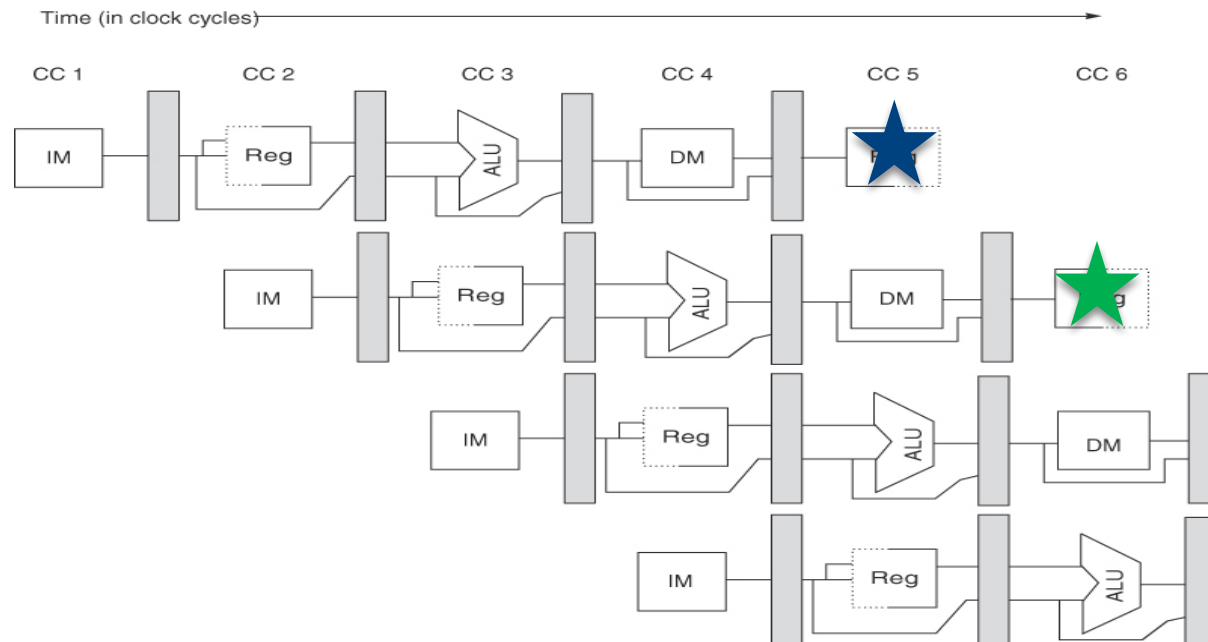 Time (in clock cycles)
CC 1 CC 2 CC 3 CC 4 CC 5 CC 6
IM Reg ALU DM
IM Reg ALU DM
IM Reg ALU DM
IM Reg ALU